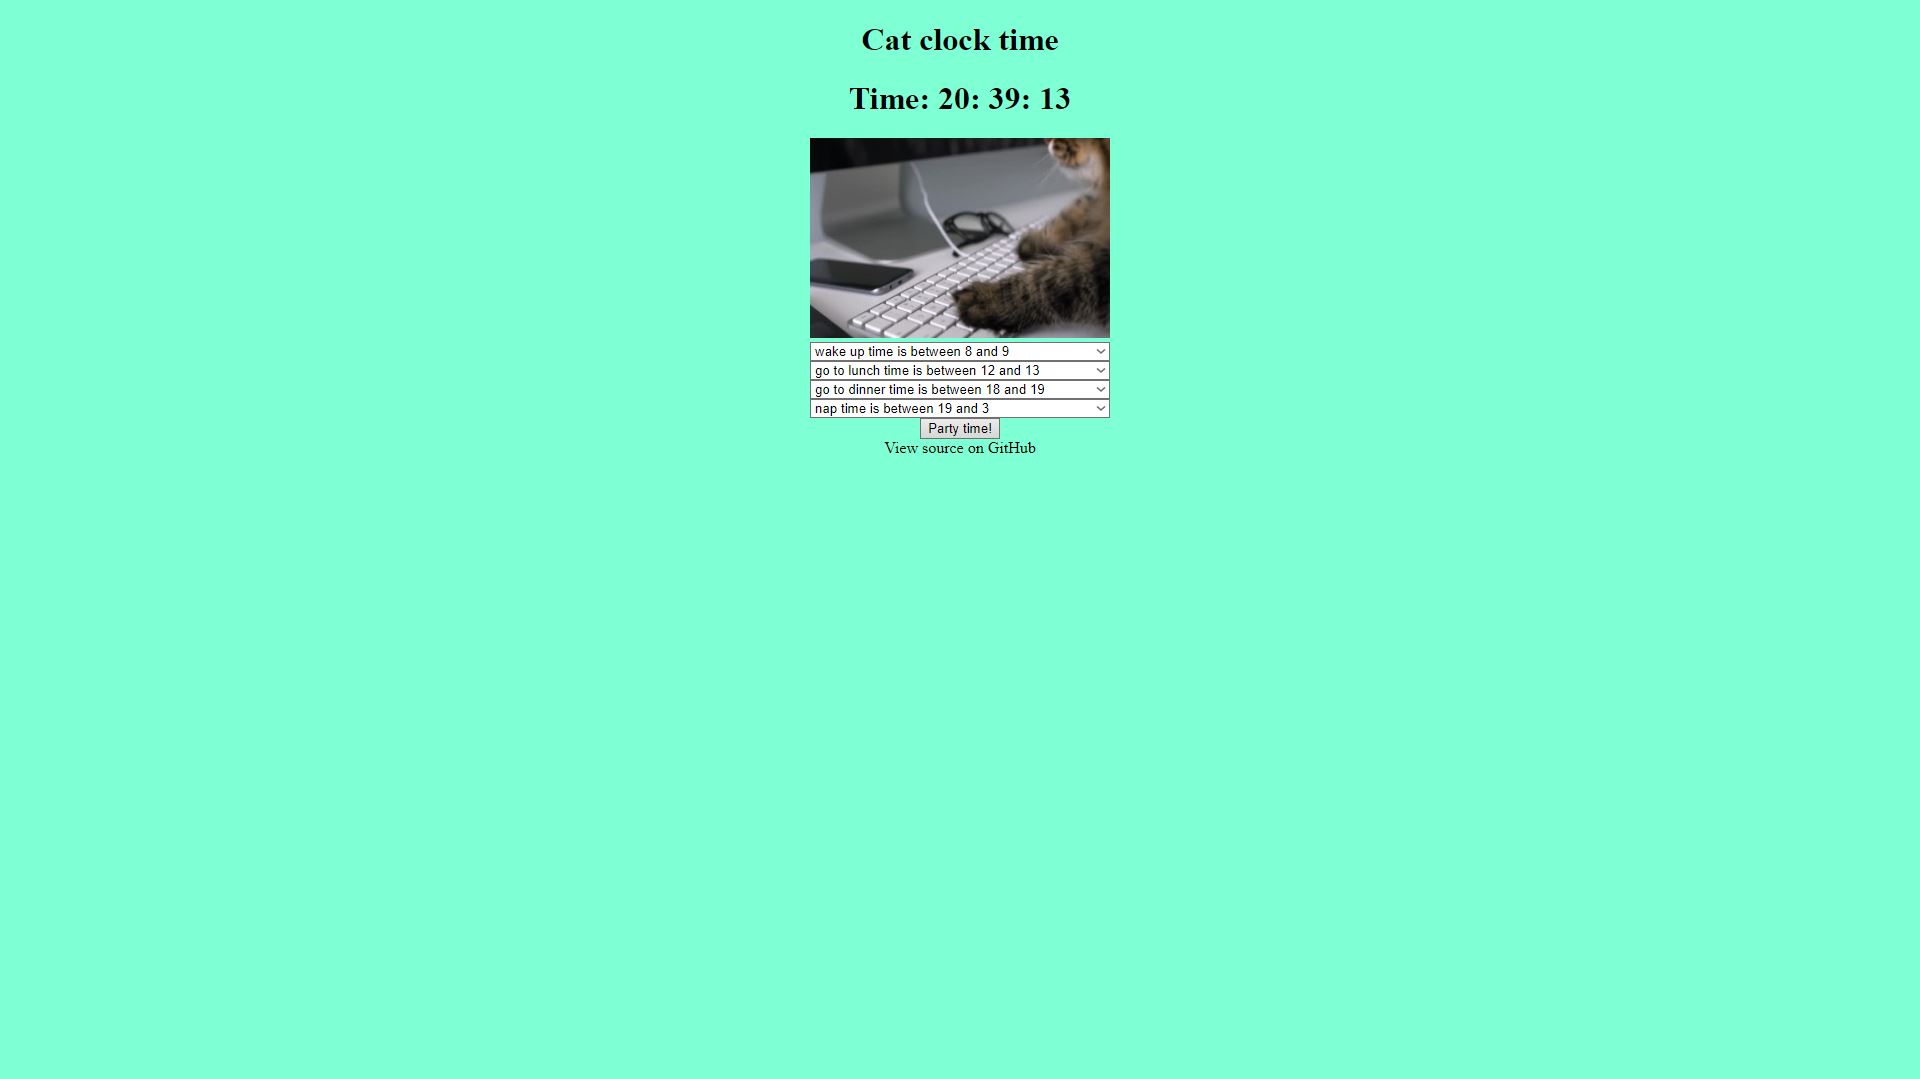 Cat clock time
Time: 20: 39: 13
wake up time is between 8 and 9
go to lunch time is between 12 and 13
go to dinner time is between 18 and 19
nap time is between 19 and 3
Party time!
View source on GitHub